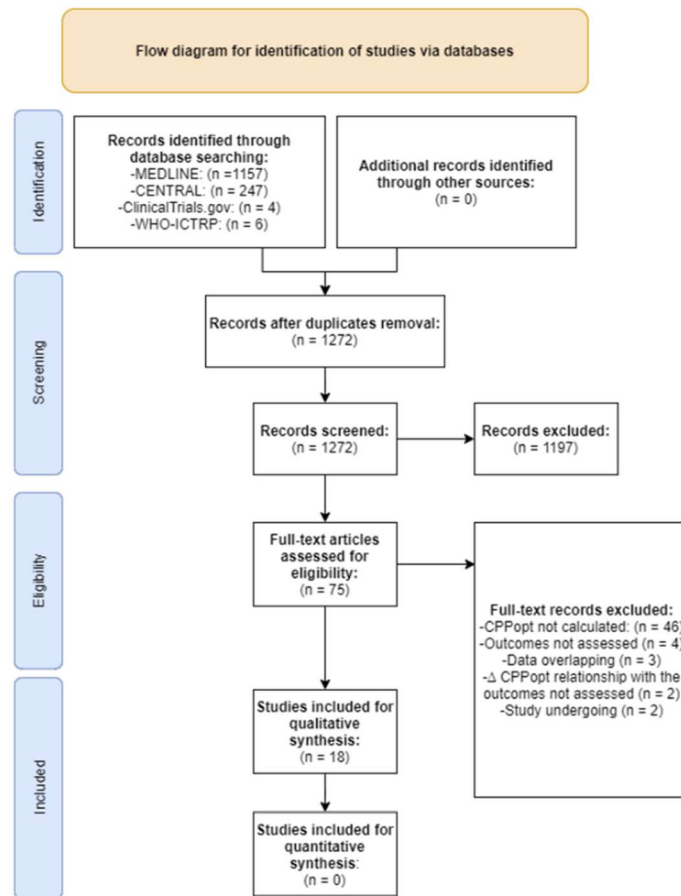 Flow diagram for identification of studies via databases
Identification
Records identified through
database searching:
-MEDLINE: (n =1157)
-CENTRAL: (n = 247)
-ClinicalTrials.gov: (n = 4)
-WHO-ICTRP: (n = 6)
Additional records identified
through other sources:
(n = 0)
Screening
Records after duplicates removal:
(n = 1272)
Records screened:
(n = 1272)
Records excluded:
(n = 1197)
Eligibility
Full-text articles
assessed for
eligibility:
(n = 75)
Full-text records excluded:
-CPPopt not calculated: (n = 46)
-Outcomes not assessed (n = 4)
-Data overlapping (n = 3)
-Δ CPPopt relationship with the
outcomes not assessed (n = 2)
-Study undergoing (n = 2)
Included
Studies included for
qualitative
synthesis:
(n = 18)
Studies included for
quantitative
synthesis:
(n = 0)